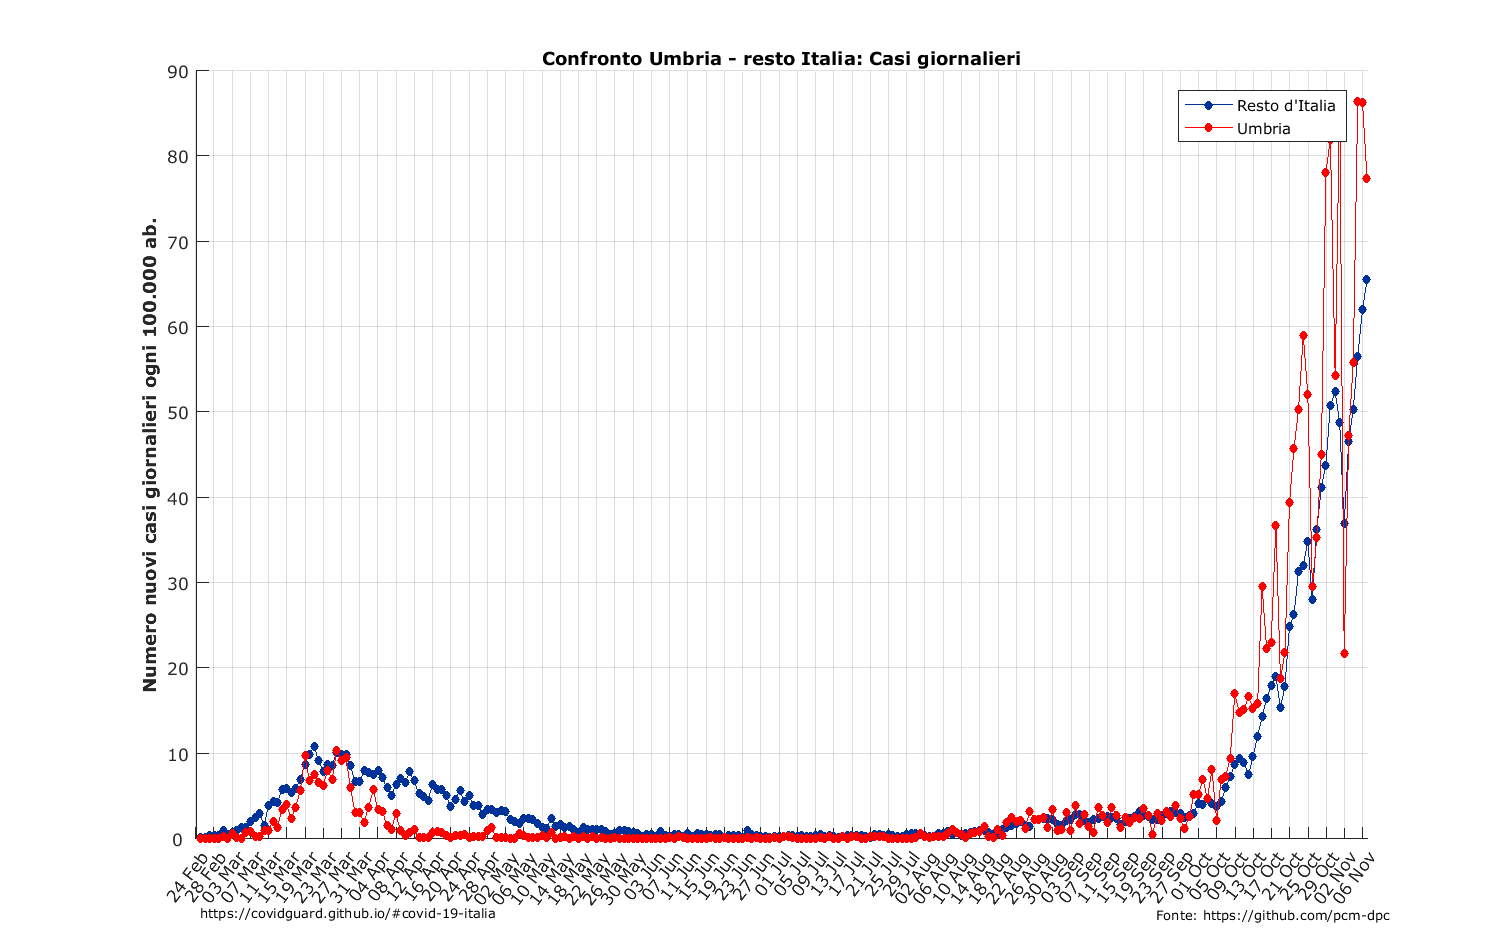 Confronto Umbria - resto Italia: Casi giornalieri
90
80
70
60
50
40
30
20
10
0
Numero nuovi casi giornalieri ogni 100.000 ab.
Resto d'Italia
Umbria
24 Feb
28 Feb
03 Mar
07 Mar
11 Mar
15 Mar
19 Mar
23 Mar
27 Mar
31 Mar
04 Apr
08 Apr
12 Apr
16 Apr
20 Apr
24 Apr
28 Apr
02 May
06 May
10 May
14 May
18 May
22 May
26 May
30 May
03 Jun
07 Jun
11 Jun
15 Jun
19 Jun
23 Jun
27 Jun
01 Jul
05 Jul
09 Jul
13 Jul
17 Jul
21 Jul
25 Jul
29 Jul
02 Aug
06 Aug
10 Aug
14 Aug
18 Aug
22 Aug
26 Aug
30 Aug
03 Sep
07 Sep
11 Sep
15 Sep
19 Sep
23 Sep
27 Sep
01 Oct
05 Oct
09 Oct
13 Oct
17 Oct
21 Oct
25 Oct
29 Oct
02 Nov
06 Nov
https://covidguard.github.io/#covid-19-italia
Fonte: https://github.com/pcm-dpc